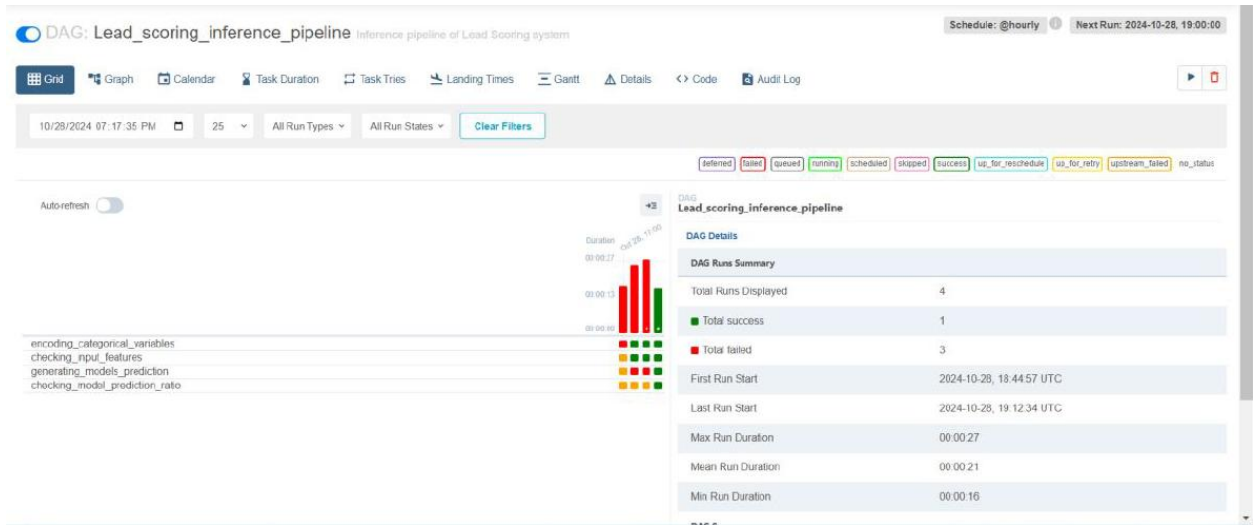 DAG: Lead_scoring_inference_pipeline Inference pipeline of Lead Scoring system
Schedule: @hourly Next Run: 2024-10-28, 19:00:00
Grid Graph Calendar Task Duration Task Tries Landing Times Gantt Details <> Code Audit Log
10/28/2024 07:17:35 PM 25 All Run Types All Run States Clear Filters
deferred failed queued running scheduled skipped success up_for_reschedule up_for_retry upstream_failed no_status
Auto-refresh
Duration
Oct 28, 11:00
00:00:27
00:00:13
00:00:00
encoding_categorical_variables
checking_input_features
generating_models_prediction
checking_model_prediction_ratio
DAG
Lead_scoring_inference_pipeline
DAG Details
DAG Runs Summary
Total Runs Displayed 4
Total success 1
Total failed 3
First Run Start 2024-10-28, 18:44:57 UTC
Last Run Start 2024-10-28, 19:12:34 UTC
Max Run Duration 00:00:27
Mean Run Duration 00:00:21
Min Run Duration 00:00:16